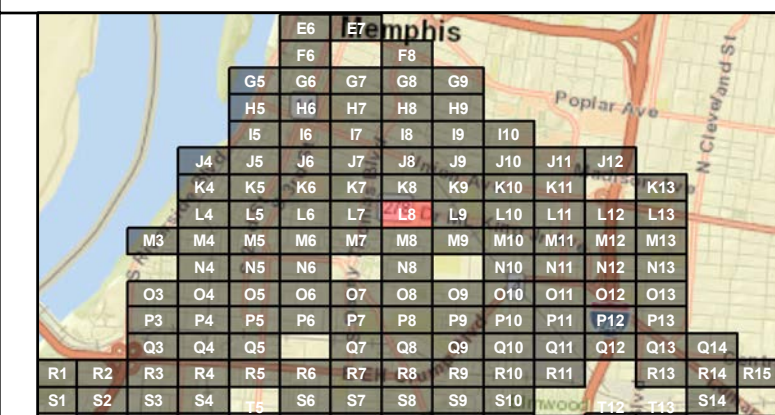 Memphis
E6 E7
F6 F8
G5 G6 G7 G8 G9
H5 H6 H7 H8 H9
Poplar Ave
N Cleveland St
I5 I6 I7 I8 I9 I10
J4 J5 J6 J7 J8 J9 J10 J11 J12
Madison Ave
K4 K5 K6 K7 K8 K9 K10 K11 K13
L4 L5 L6 L7 L8 L9 L10 L11 L12 L13
S Riverside Blvd
M3 M4 M5 M6 M7 M8 M9 M10 M11 M12 M13
N4 N5 N6 N8 N10 N11 N12 N13
O3 O4 O5 O6 O7 O8 O9 O10 O11 O12 O13
P3 P4 P5 P6 P7 P8 P9 P10 P11 P12 P13
Q3 Q4 Q5 Q7 Q8 Q9 Q10 Q11 Q12 Q13 Q14
R1 R2 R3 R4 R5 R6 R7 R8 R9 R10 R11 R13 R14 R15
S1 S2 S3 S4 S6 S7 S8 S9 S10 S14
T5 T12 T13